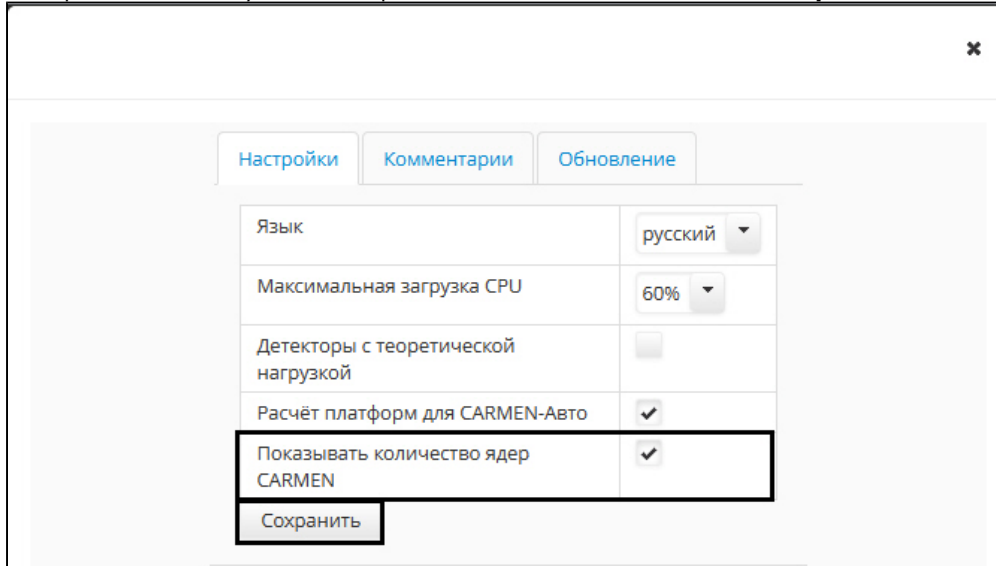 Настройки
Комментарии
Обновление
Язык
русский
Максимальная загрузка CPU
60%
Детекторы с теоретической
нагрузкой
Расчёт платформ для CARMEN-Авто
Показывать количество ядер
CARMEN
Сохранить